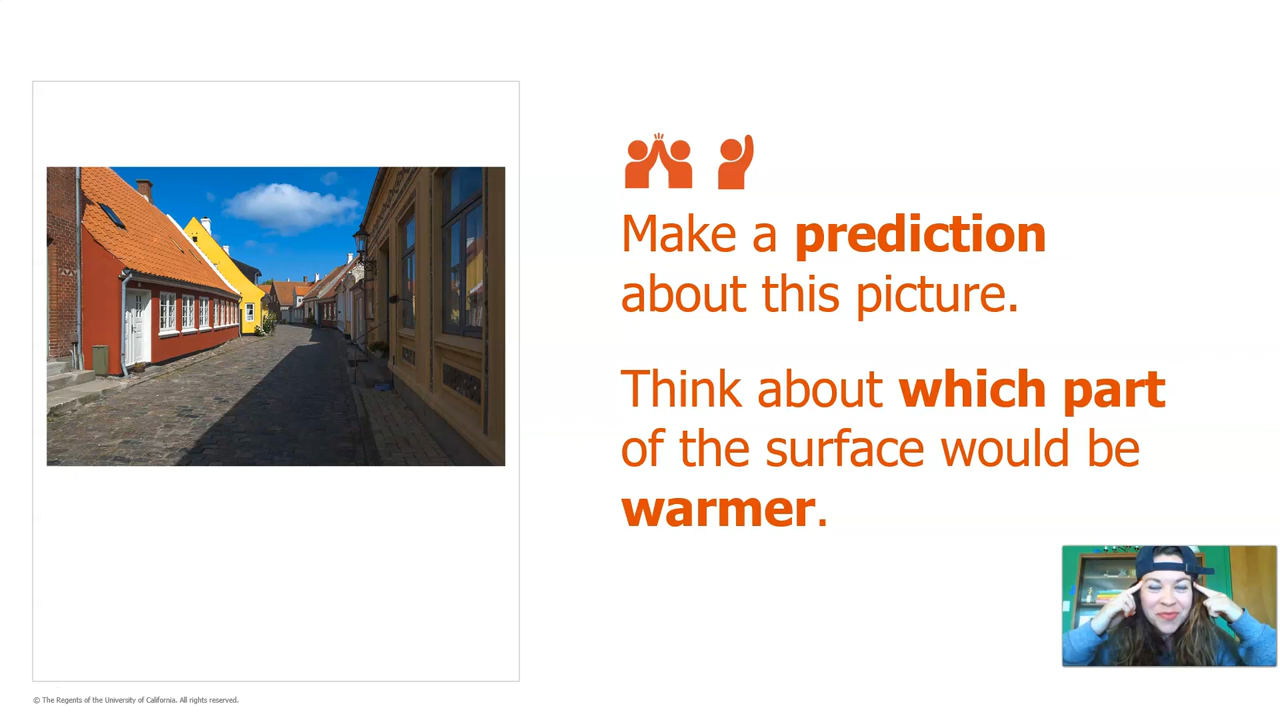 Make a prediction
about this picture.
Think about which part
of the surface would be
warmer.
© The Regents of the University of California. All rights reserved.